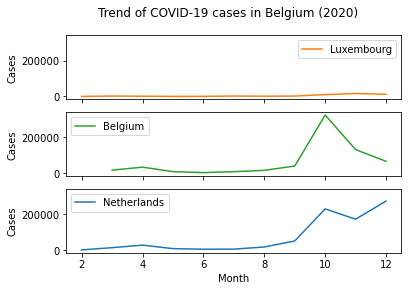 Trend of COVID-19 cases in Belgium (2020)
Cases
200000
0
Luxembourg
Cases
200000
0
Belgium
Cases
200000
0
Netherlands
2 4 6 8 10 12
Month